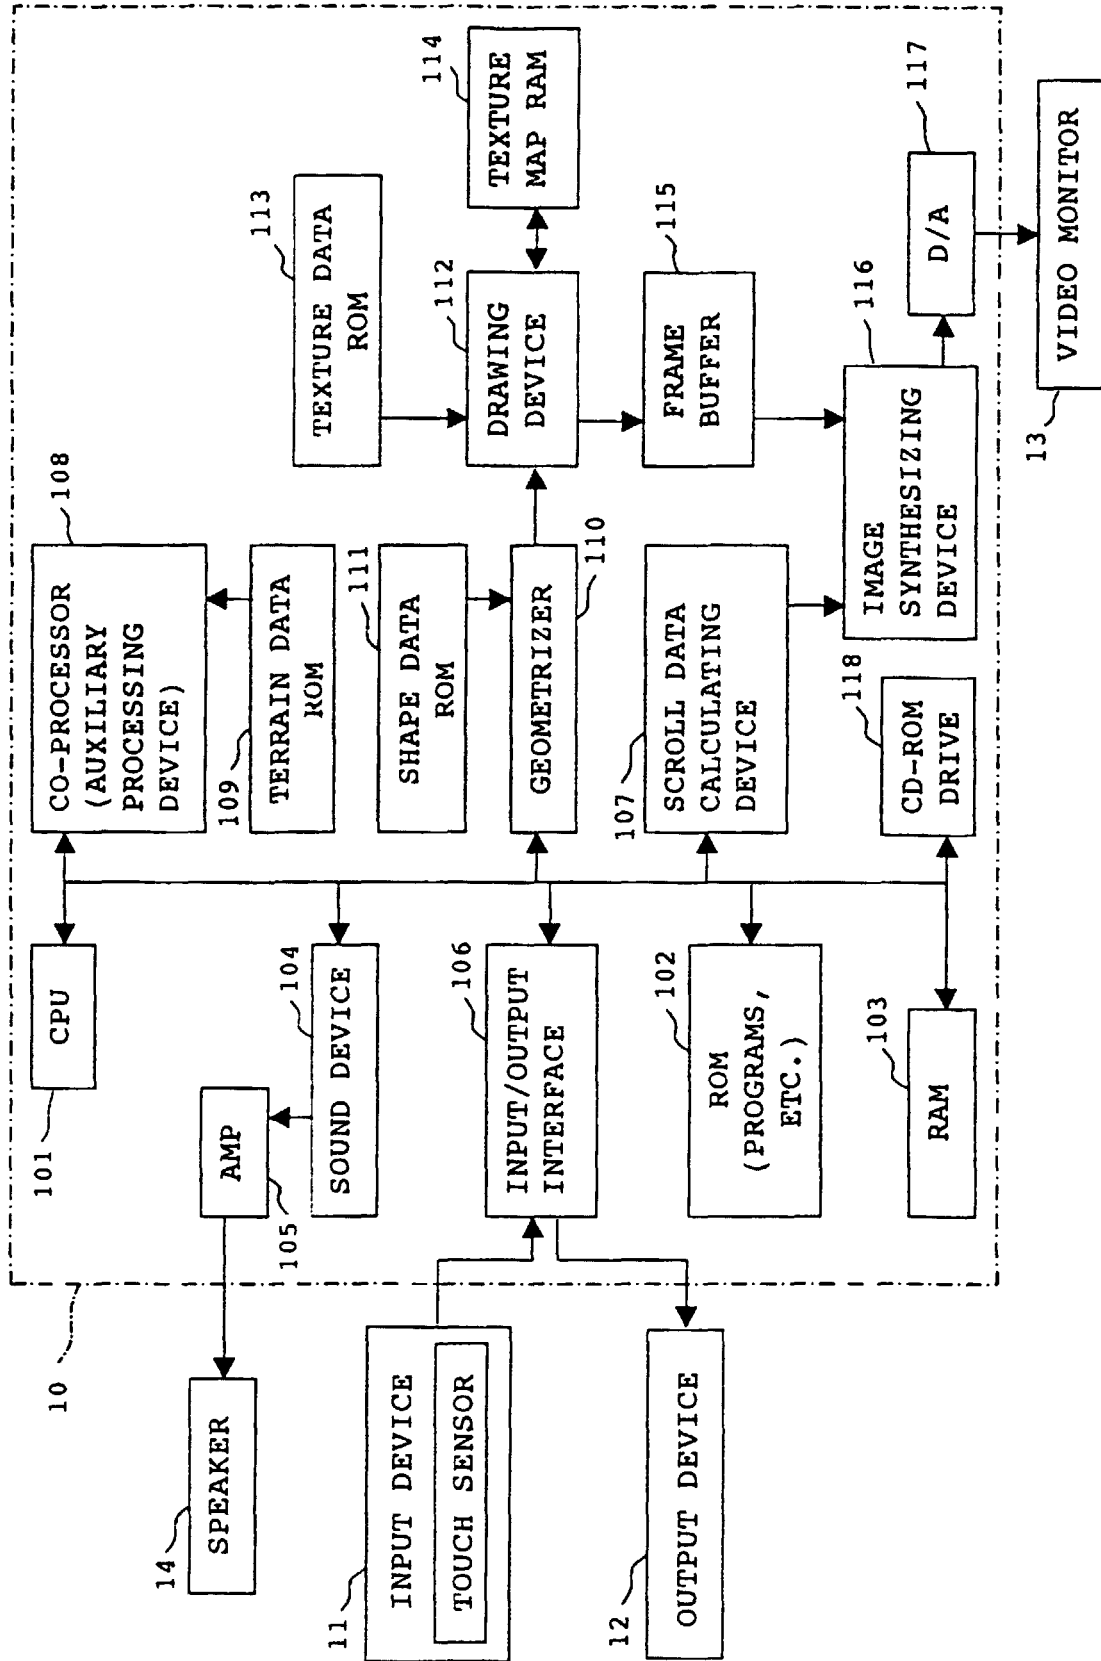 10
CPU
101
AMP
105
SPEAKER
14
SOUND DEVICE
104
INPUT DEVICE
TOUCH SENSOR
11
OUTPUT DEVICE
12
INPUT/OUTPUT
INTERFACE
106
ROM
(PROGRAMS,
ETC.)
102
RAM
103
CO-PROCESSOR
(AUXILIARY
PROCESSING
DEVICE)
108
TERRAIN DATA
ROM
109
SHAPE DATA
ROM
111
GEOMETRIZER
110
SCROLL DATA
CALCULATING
DEVICE
107
CD-ROM
DRIVE
118
TEXTURE DATA
ROM
113
DRAWING
DEVICE
112
TEXTURE
MAP RAM
114
FRAME
BUFFER
115
IMAGE
SYNTHESIZING
DEVICE
116
D/A
117
VIDEO MONITOR
13